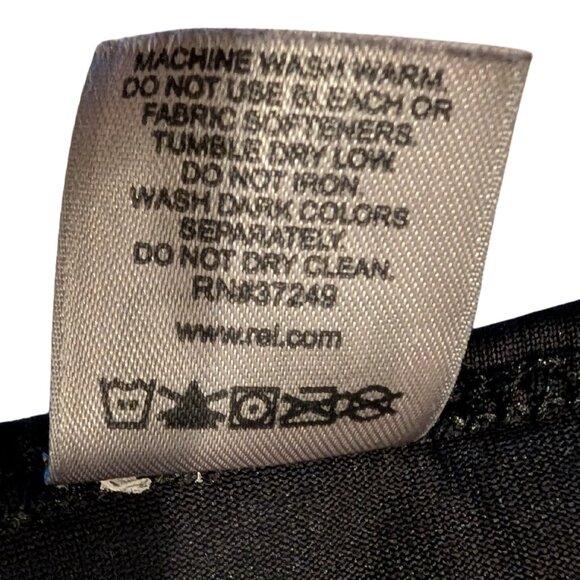 MACHINE WASH WARM.
DO NOT USE BLEACH OR
FABRIC SOFTENERS.
TUMBLE DRY LOW.
DO NOT IRON.
WASH DARK COLORS
SEPARATELY.
DO NOT DRY CLEAN.
RN#37249
www.rei.com